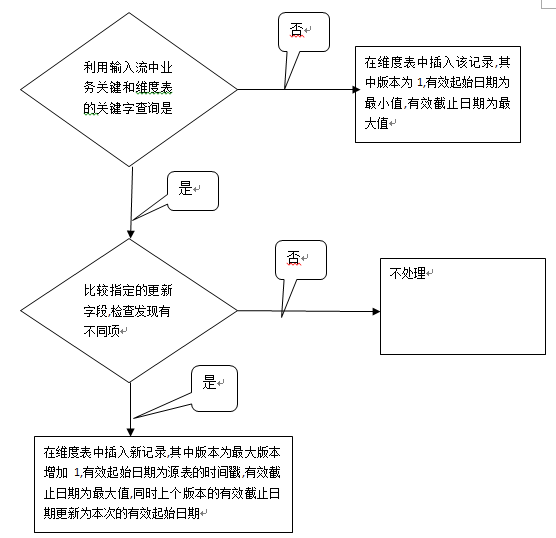 否
利用输入流中业
务关键和维度表
的关键字查询是
在维度表中插入该记录,其
中版本为1,有效起始日期为
最小值,有效截止日期为最
大值
是
否
比较指定的更新
字段,检查发现有
不同项
不处理
是
在维度表中插入新记录,其中版本为最大版本
增加 1,有效起始日期为源表的时间戳,有效截
止日期为最大值,同时上个版本的有效截止日
期更新为本次的有效起始日期